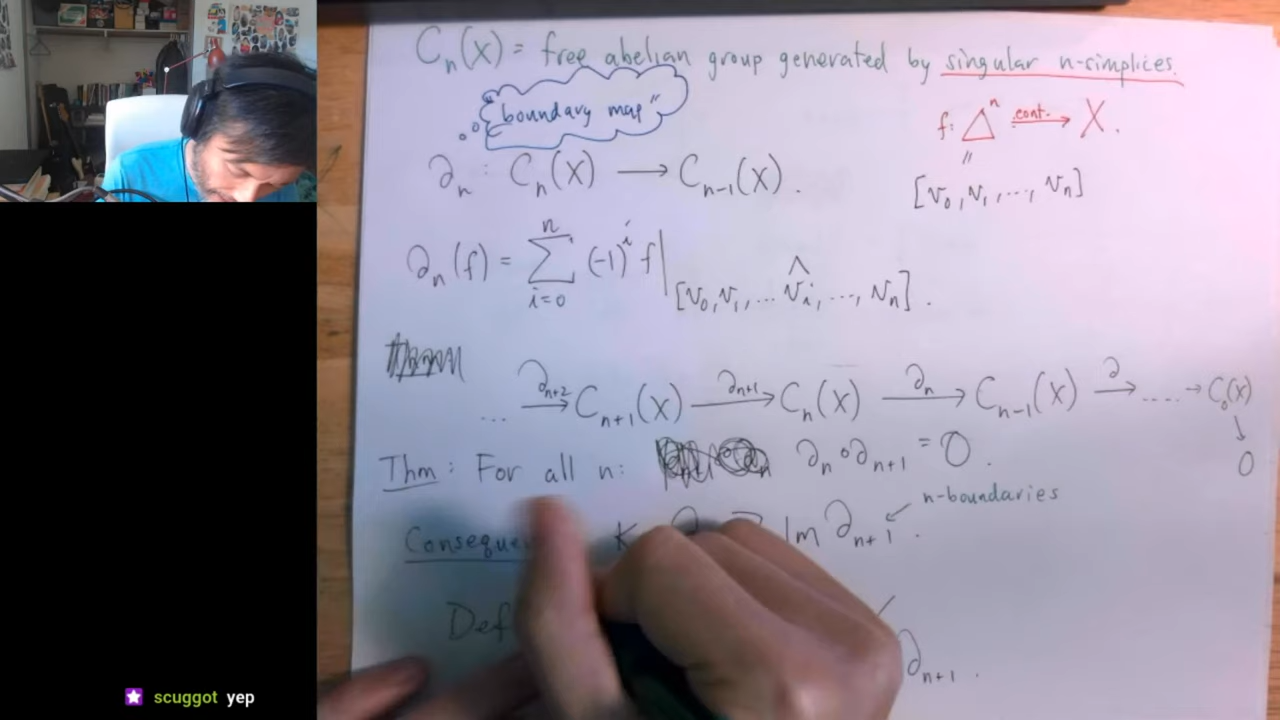 Cₙ(X) = free abelian group generated by singular n-simplices.
"boundary map"
f: Δⁿ cont. → X.
"
[v₀, v₁, ..., vₙ]
∂ₙ : Cₙ(X) → Cₙ₋₁(X).
∂ₙ(f) = Σ i=0 n (-1)ⁱ f|[v₀, v₁, ... v̂ᵢ, ..., vₙ].
... ∂ₙ₊₂ → Cₙ₊₁(X) ∂ₙ₊₁ → Cₙ(X) ∂ₙ → Cₙ₋₁(X) ∂ → .... → C₀(X)
↓
0
Thm: For all n: ∂ₙ∘∂ₙ₊₁ = 0.
n-boundaries
Im ∂ₙ₊₁.
Def
∂ₙ₊₁.
scuggot yep